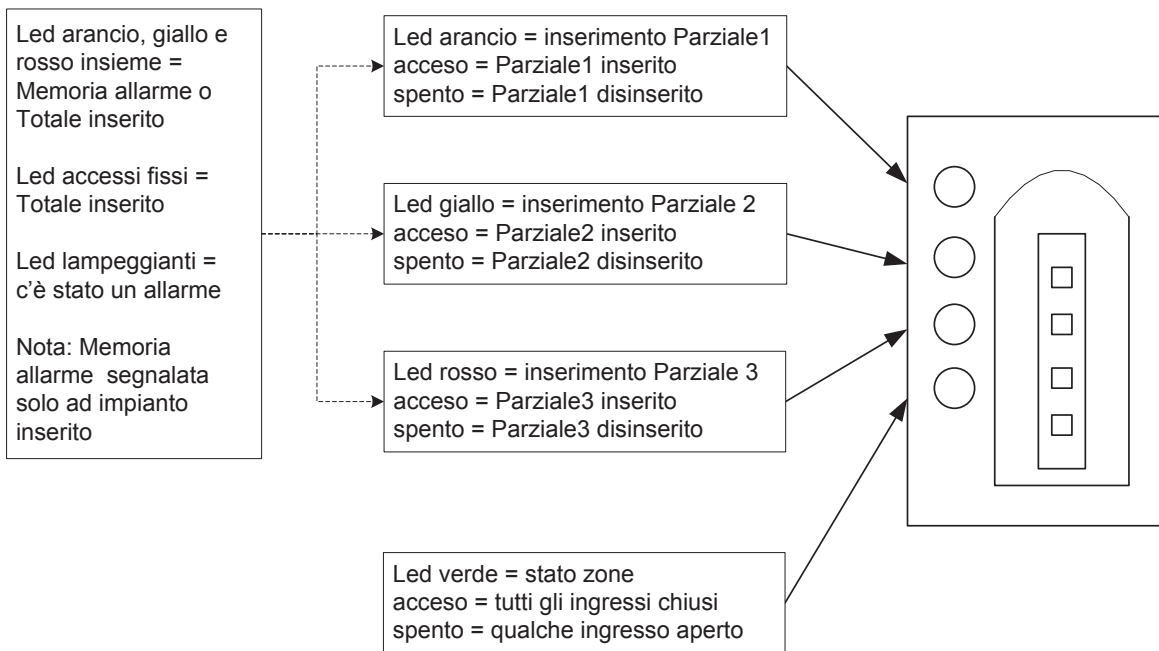 Led arancio, giallo e
rosso insieme =
Memoria allarme o
Totale inserito
Led accessi fissi =
Totale inserito
Led lampeggianti =
c'è stato un allarme
Nota: Memoria
allarme segnalata
solo ad impianto
inserito
Led arancio = inserimento Parziale1
acceso = Parziale1 inserito
spento = Parziale1 disinserito
Led giallo = inserimento Parziale 2
acceso = Parziale2 inserito
spento = Parziale2 disinserito
Led rosso = inserimento Parziale 3
acceso = Parziale3 inserito
spento = Parziale3 disinserito
Led verde = stato zone
acceso = tutti gli ingressi chiusi
spento = qualche ingresso aperto